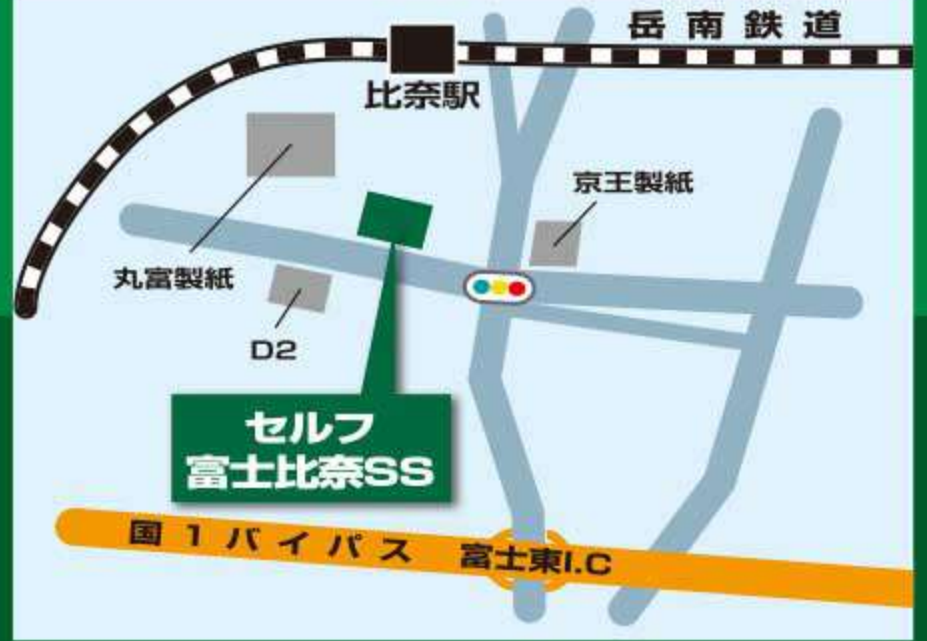 岳南鉄道
比奈駅
京王製紙
丸富製紙
D2
セルフ
富士比奈SS
国1バイパス 富士東I.C